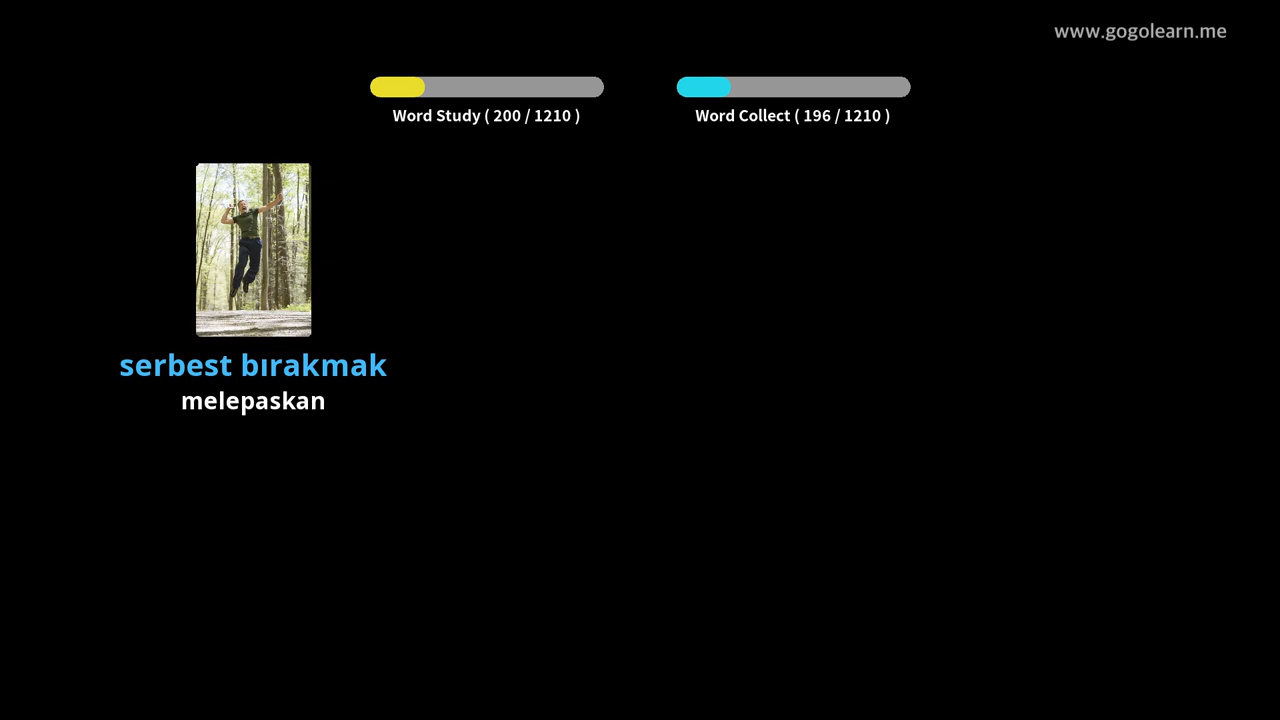 www.gogolearn.me
Word Study ( 200 / 1210 )
Word Collect ( 196 / 1210 )
serbest bırakmak
melepaskan